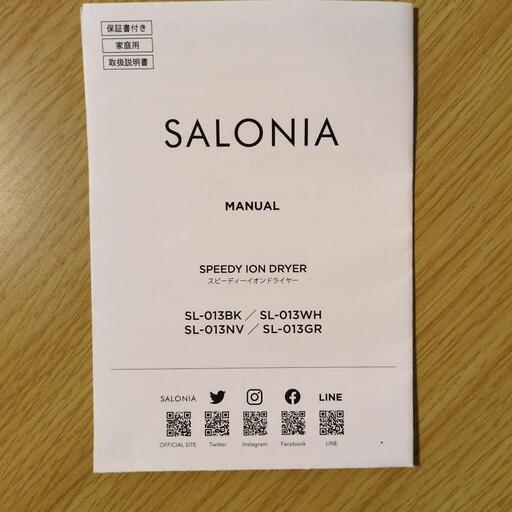 保証書付き
家庭用
取扱説明書
SALONIA
MANUAL
SPEEDY ION DRYER
スピーディーイオンドライヤー
SL-013BK ／ SL-013WH
SL-013NV ／ SL-013GR
SALONIA LINE
OFFICIAL SITE Twitter Instagram Facebook LINE